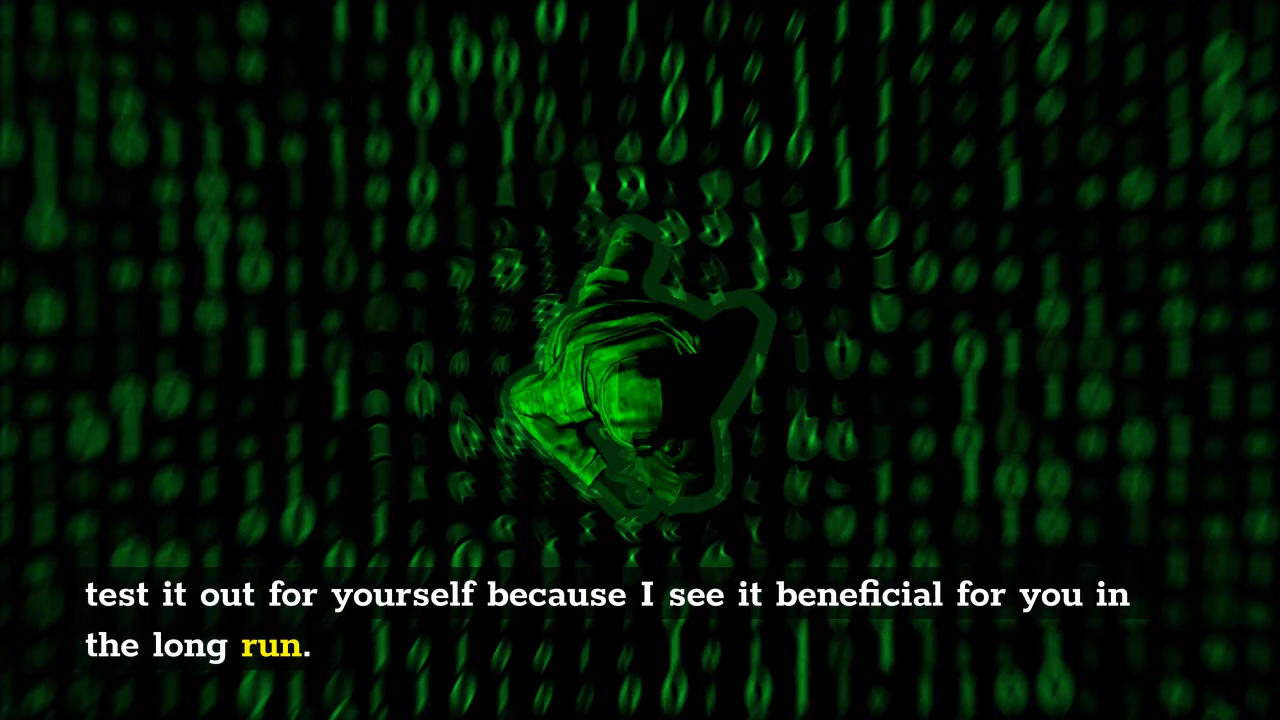 test it out for yourself because I see it beneficial for you in
the long run.